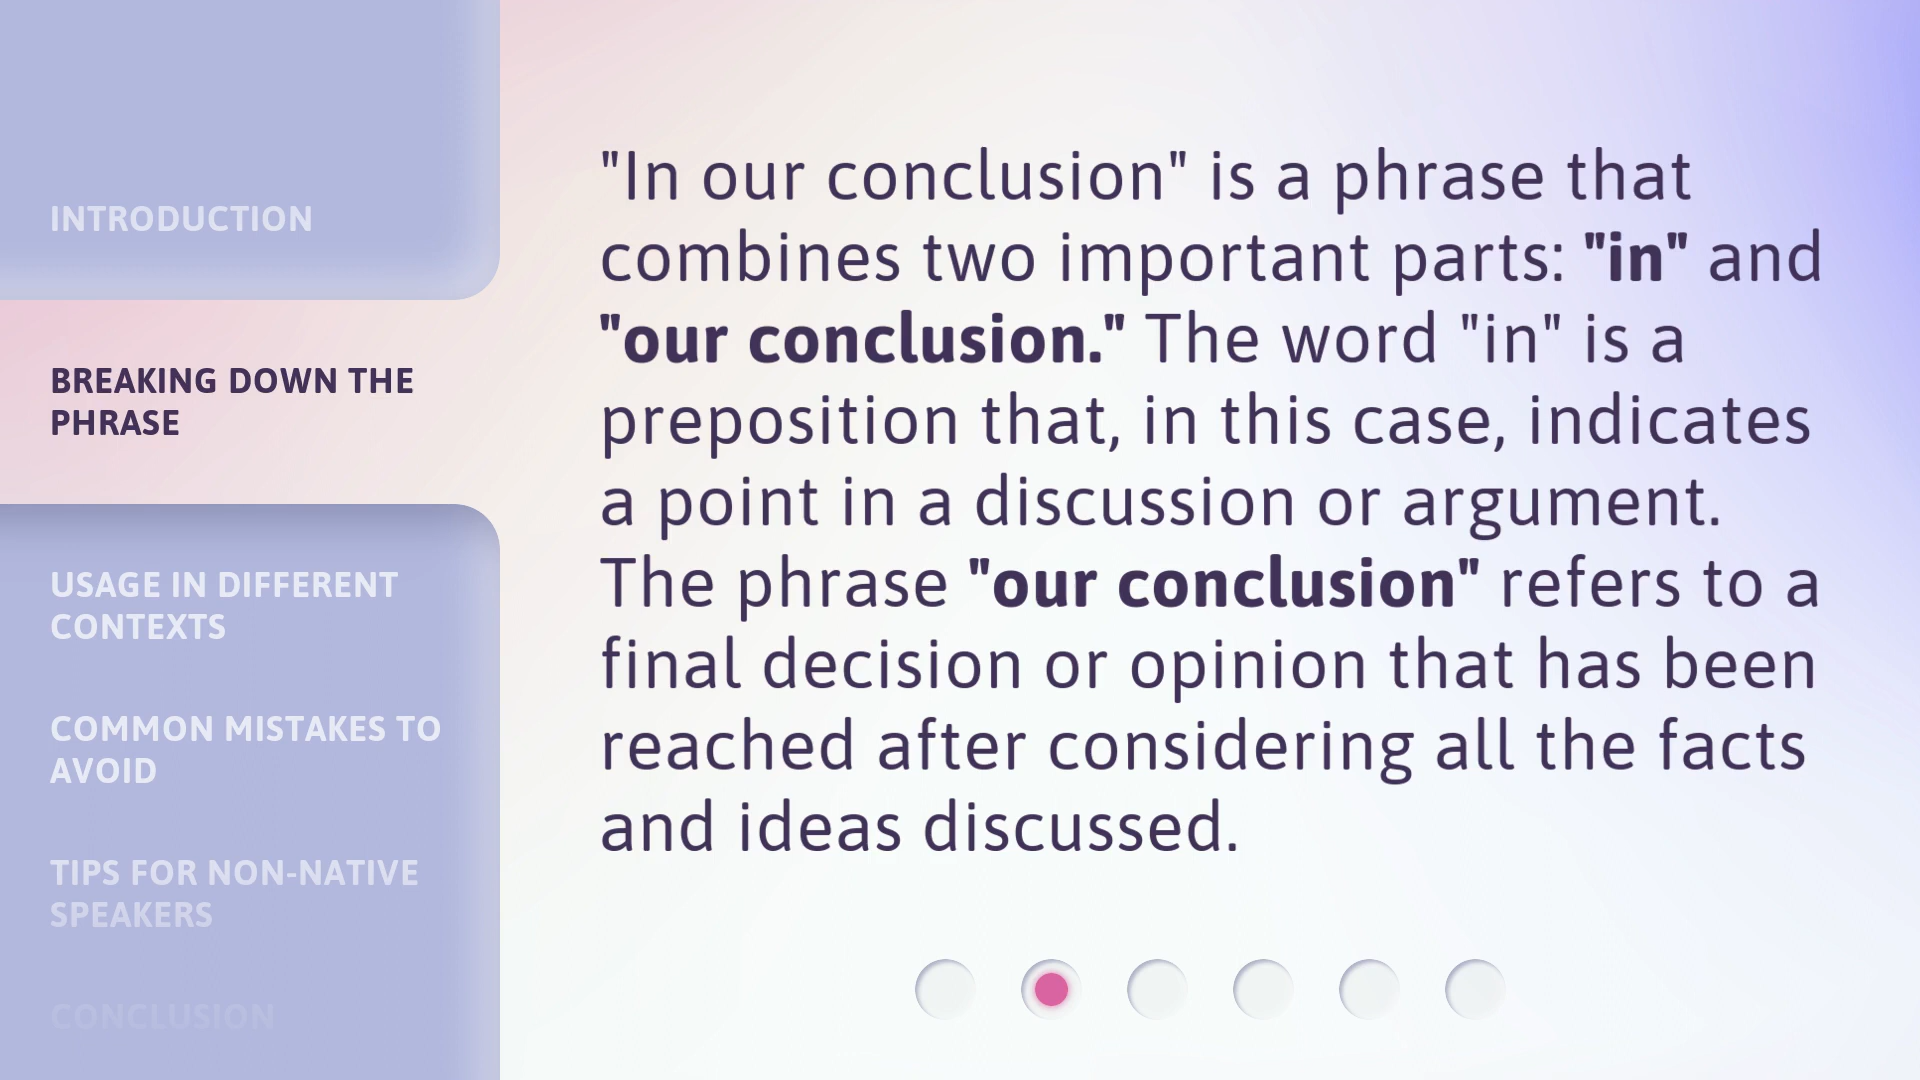 INTRODUCTION
BREAKING DOWN THE
PHRASE
USAGE IN DIFFERENT
CONTEXTS
COMMON MISTAKES TO
AVOID
TIPS FOR NON-NATIVE
SPEAKERS
CONCLUSION
"In our conclusion" is a phrase that
combines two important parts: "in" and
"our conclusion." The word "in" is a
preposition that, in this case, indicates
a point in a discussion or argument.
The phrase "our conclusion" refers to a
final decision or opinion that has been
reached after considering all the facts
and ideas discussed.